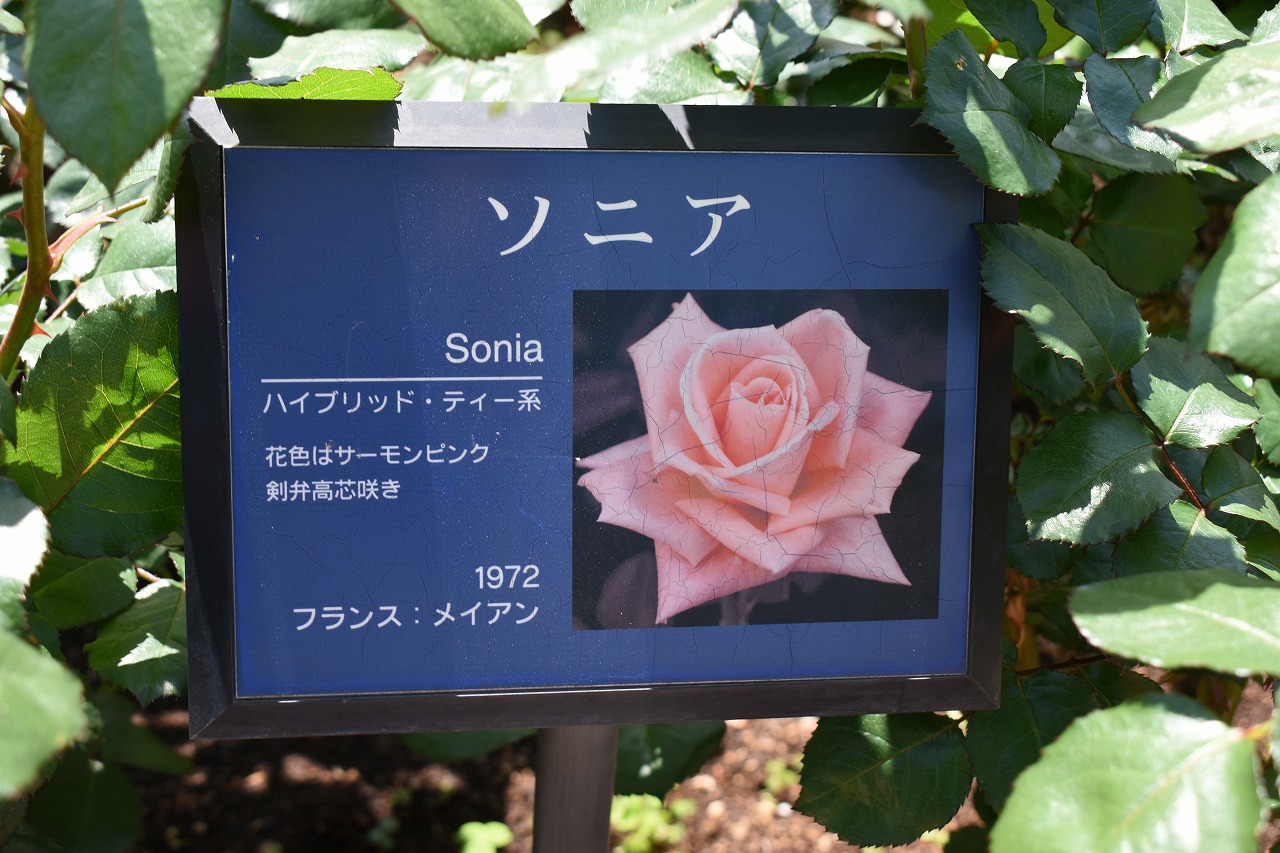 ソニア
Sonia
ハイブリッド・ティー系
花色はサーモンピンク
剣弁高芯咲き
1972
フランス：メイアン